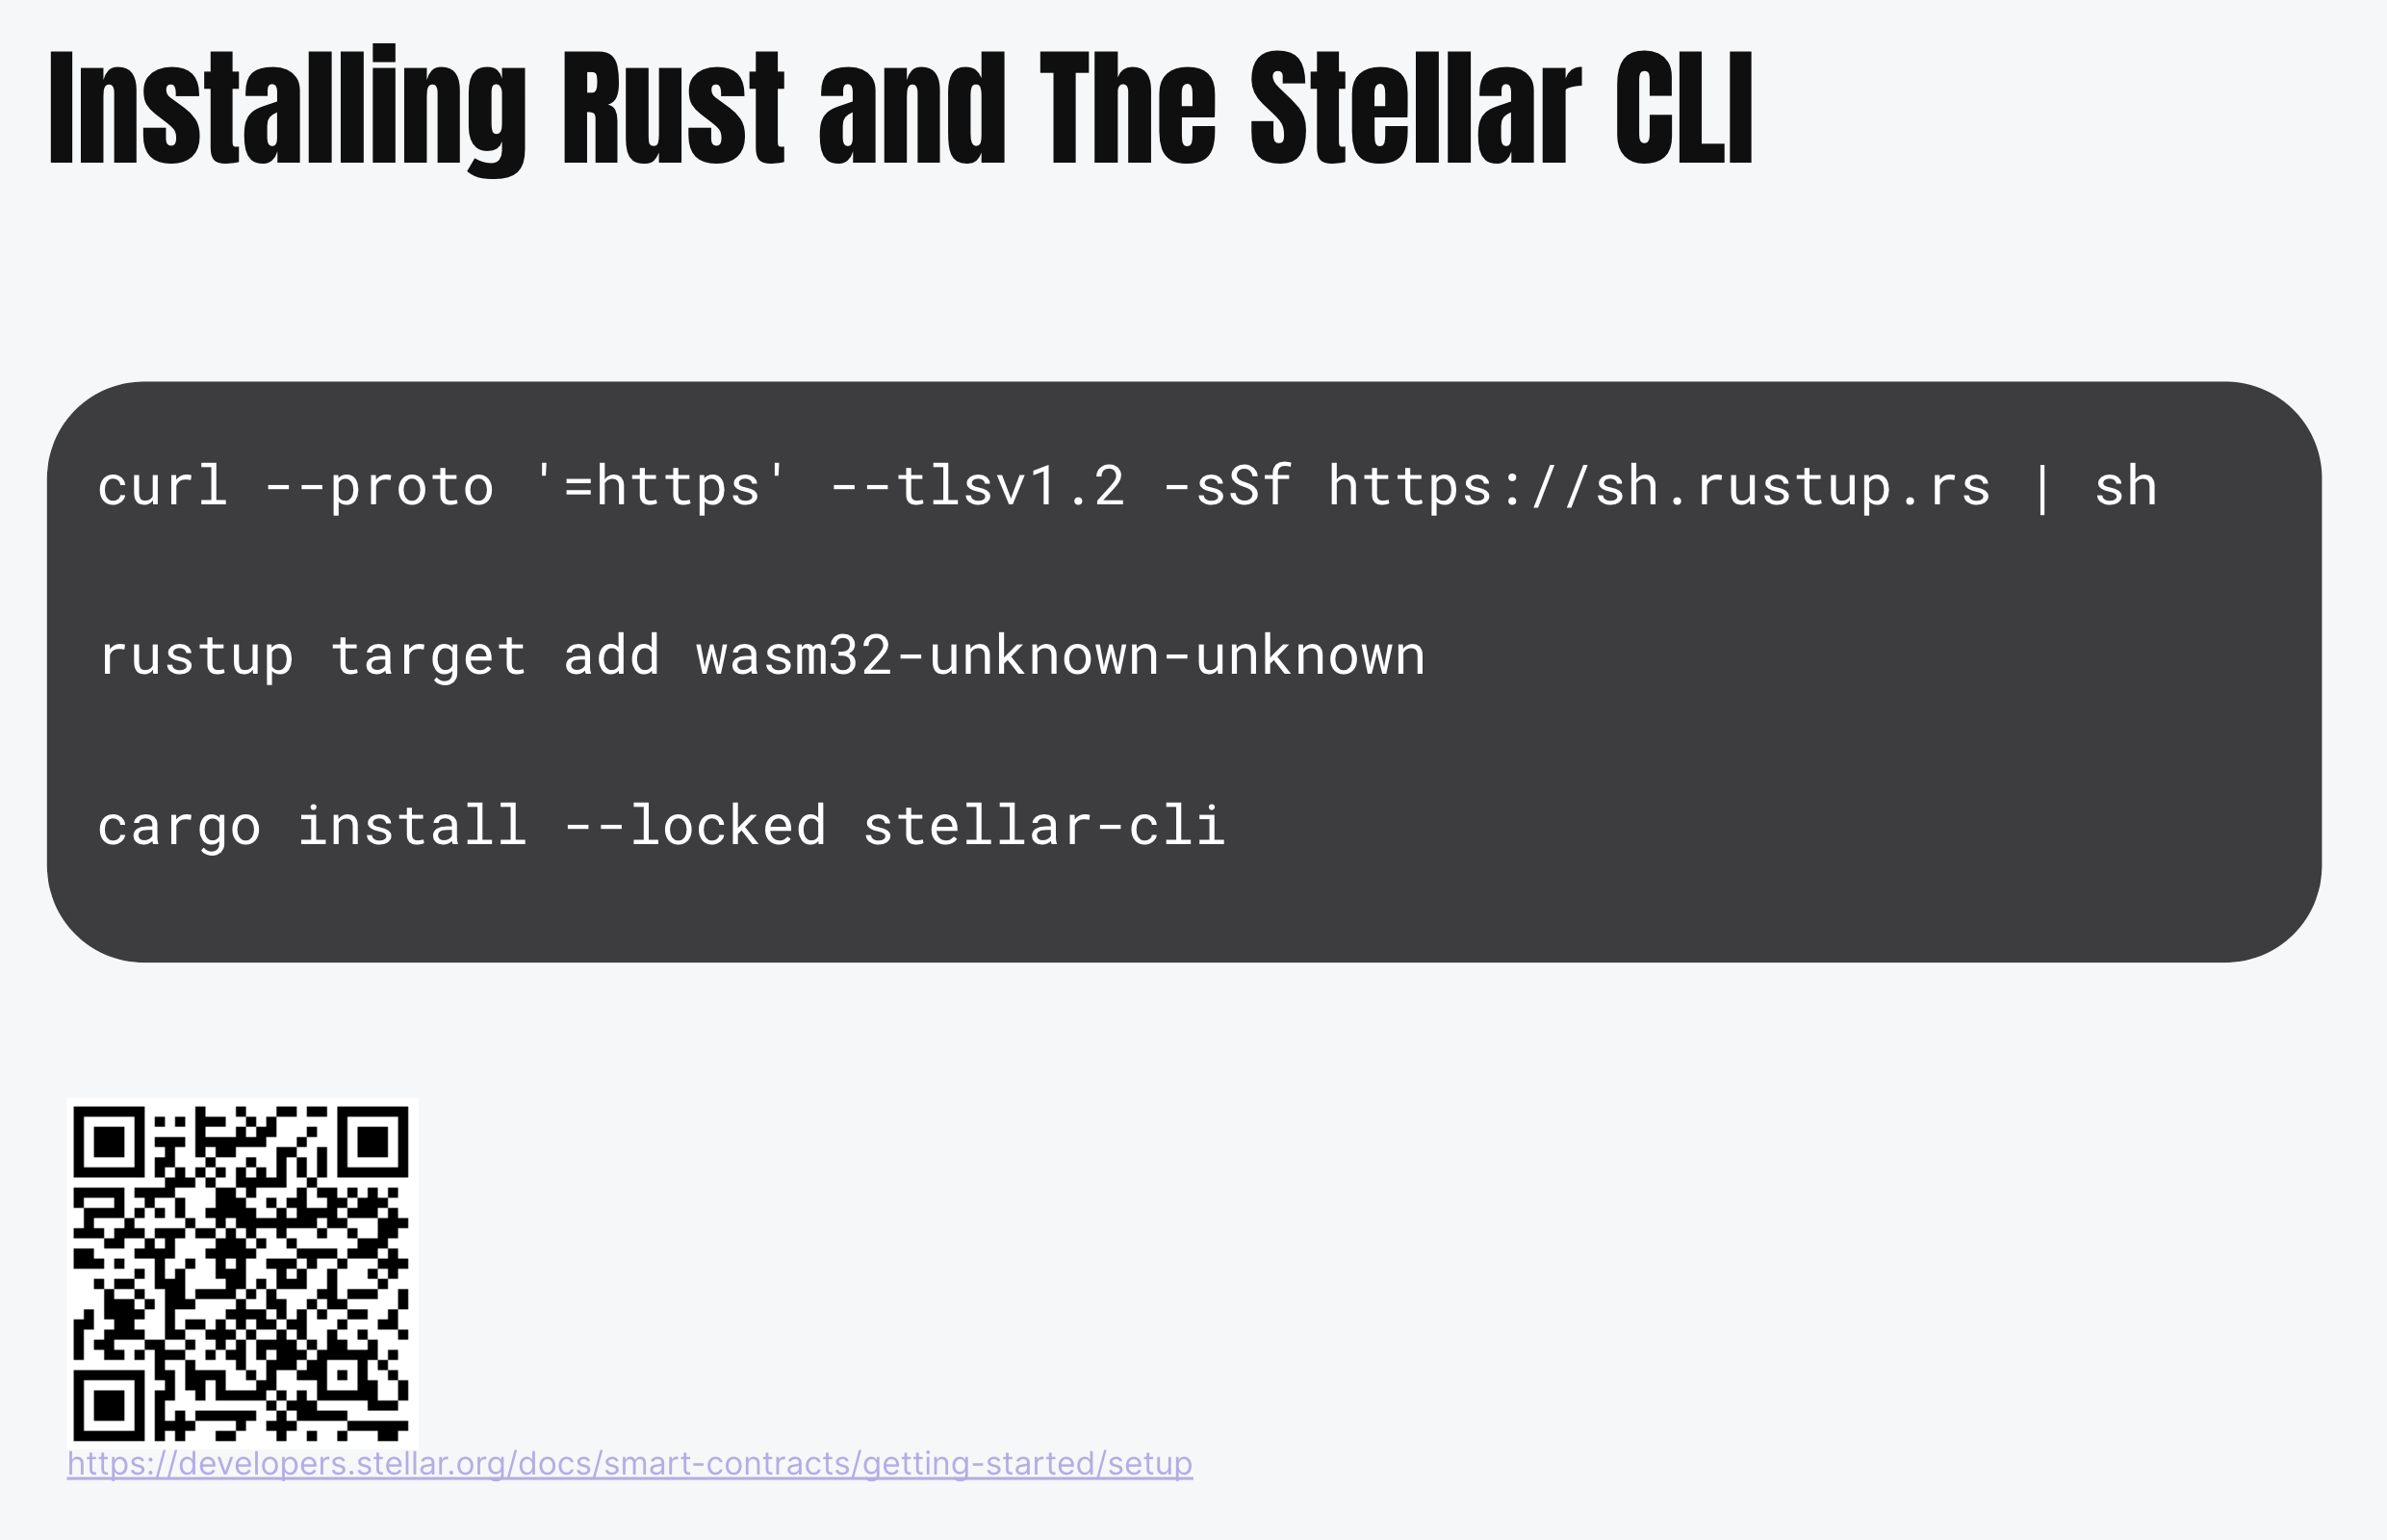 Installing Rust and The Stellar CLI
curl --proto '=https' --tlsv1.2 -sSf https://sh.rustup.rs | sh
rustup target add wasm32-unknown-unknown
cargo install --locked stellar-cli
https://developers.stellar.org/docs/smart-contracts/getting-started/setup